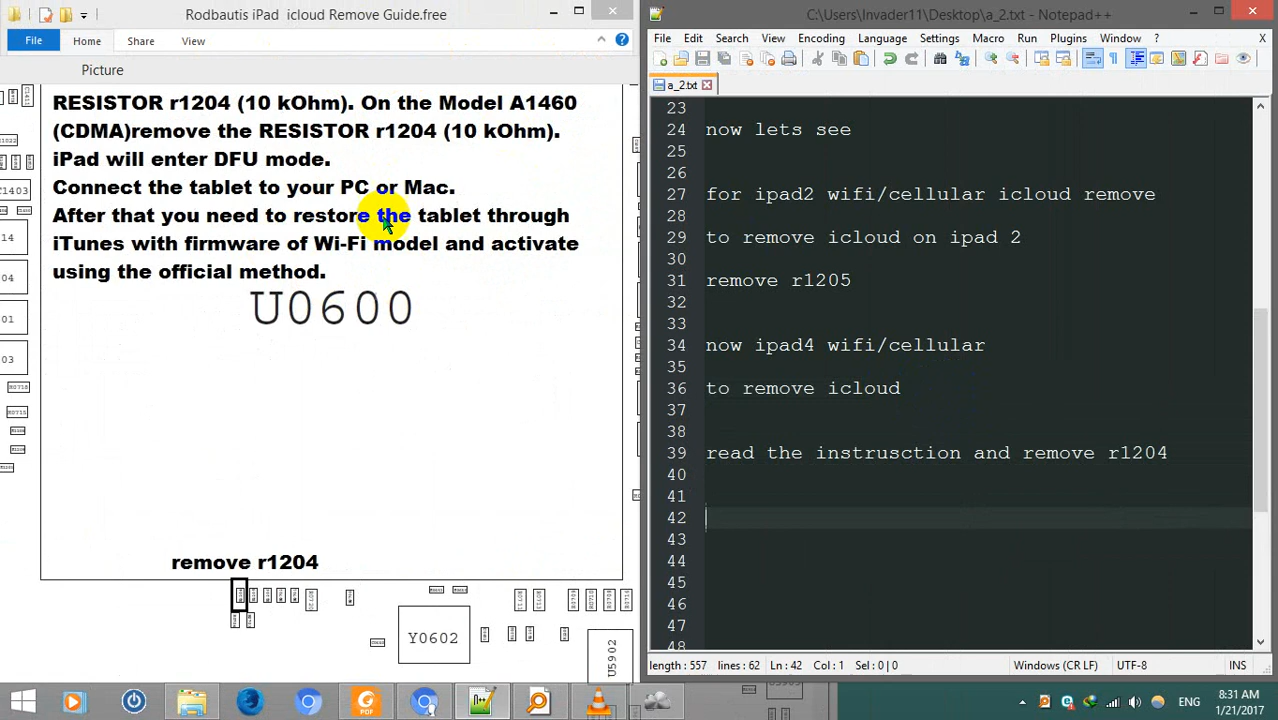 Rodbautis iPad  icloud Remove Guide.free
File
Home
Share
View
Picture
RESISTOR r1204 (10 kOhm). On the Model A1460
(CDMA)remove the RESISTOR r1204 (10 kOhm).
iPad will enter DFU mode.
Connect the tablet to your PC or Mac.
After that you need to restore the tablet through
iTunes with firmware of Wi-Fi model and activate
using the official method.
U0600
C1403
14
04
01
03
remove r1204
Y0602
U5902
C:\Users\Invader11\Desktop\a_2.txt - Notepad++
File Edit Search View Encoding Language Settings Macro Run Plugins Window ? X
a_2.txt
23
24 now lets see
25
26
27 for ipad2 wifi/cellular icloud remove
28
29 to remove icloud on ipad 2
30
31 remove r1205
32
33
34 now ipad4 wifi/cellular
35
36 to remove icloud
37
38
39 read the instrusction and remove r1204
40
41
42
43
44
45
46
47
48
length : 557 lines : 62 Ln : 42 Col : 1 Sel : 0 | 0 Windows (CR LF) UTF-8 INS
PDF
ENG
8:31 AM
1/21/2017